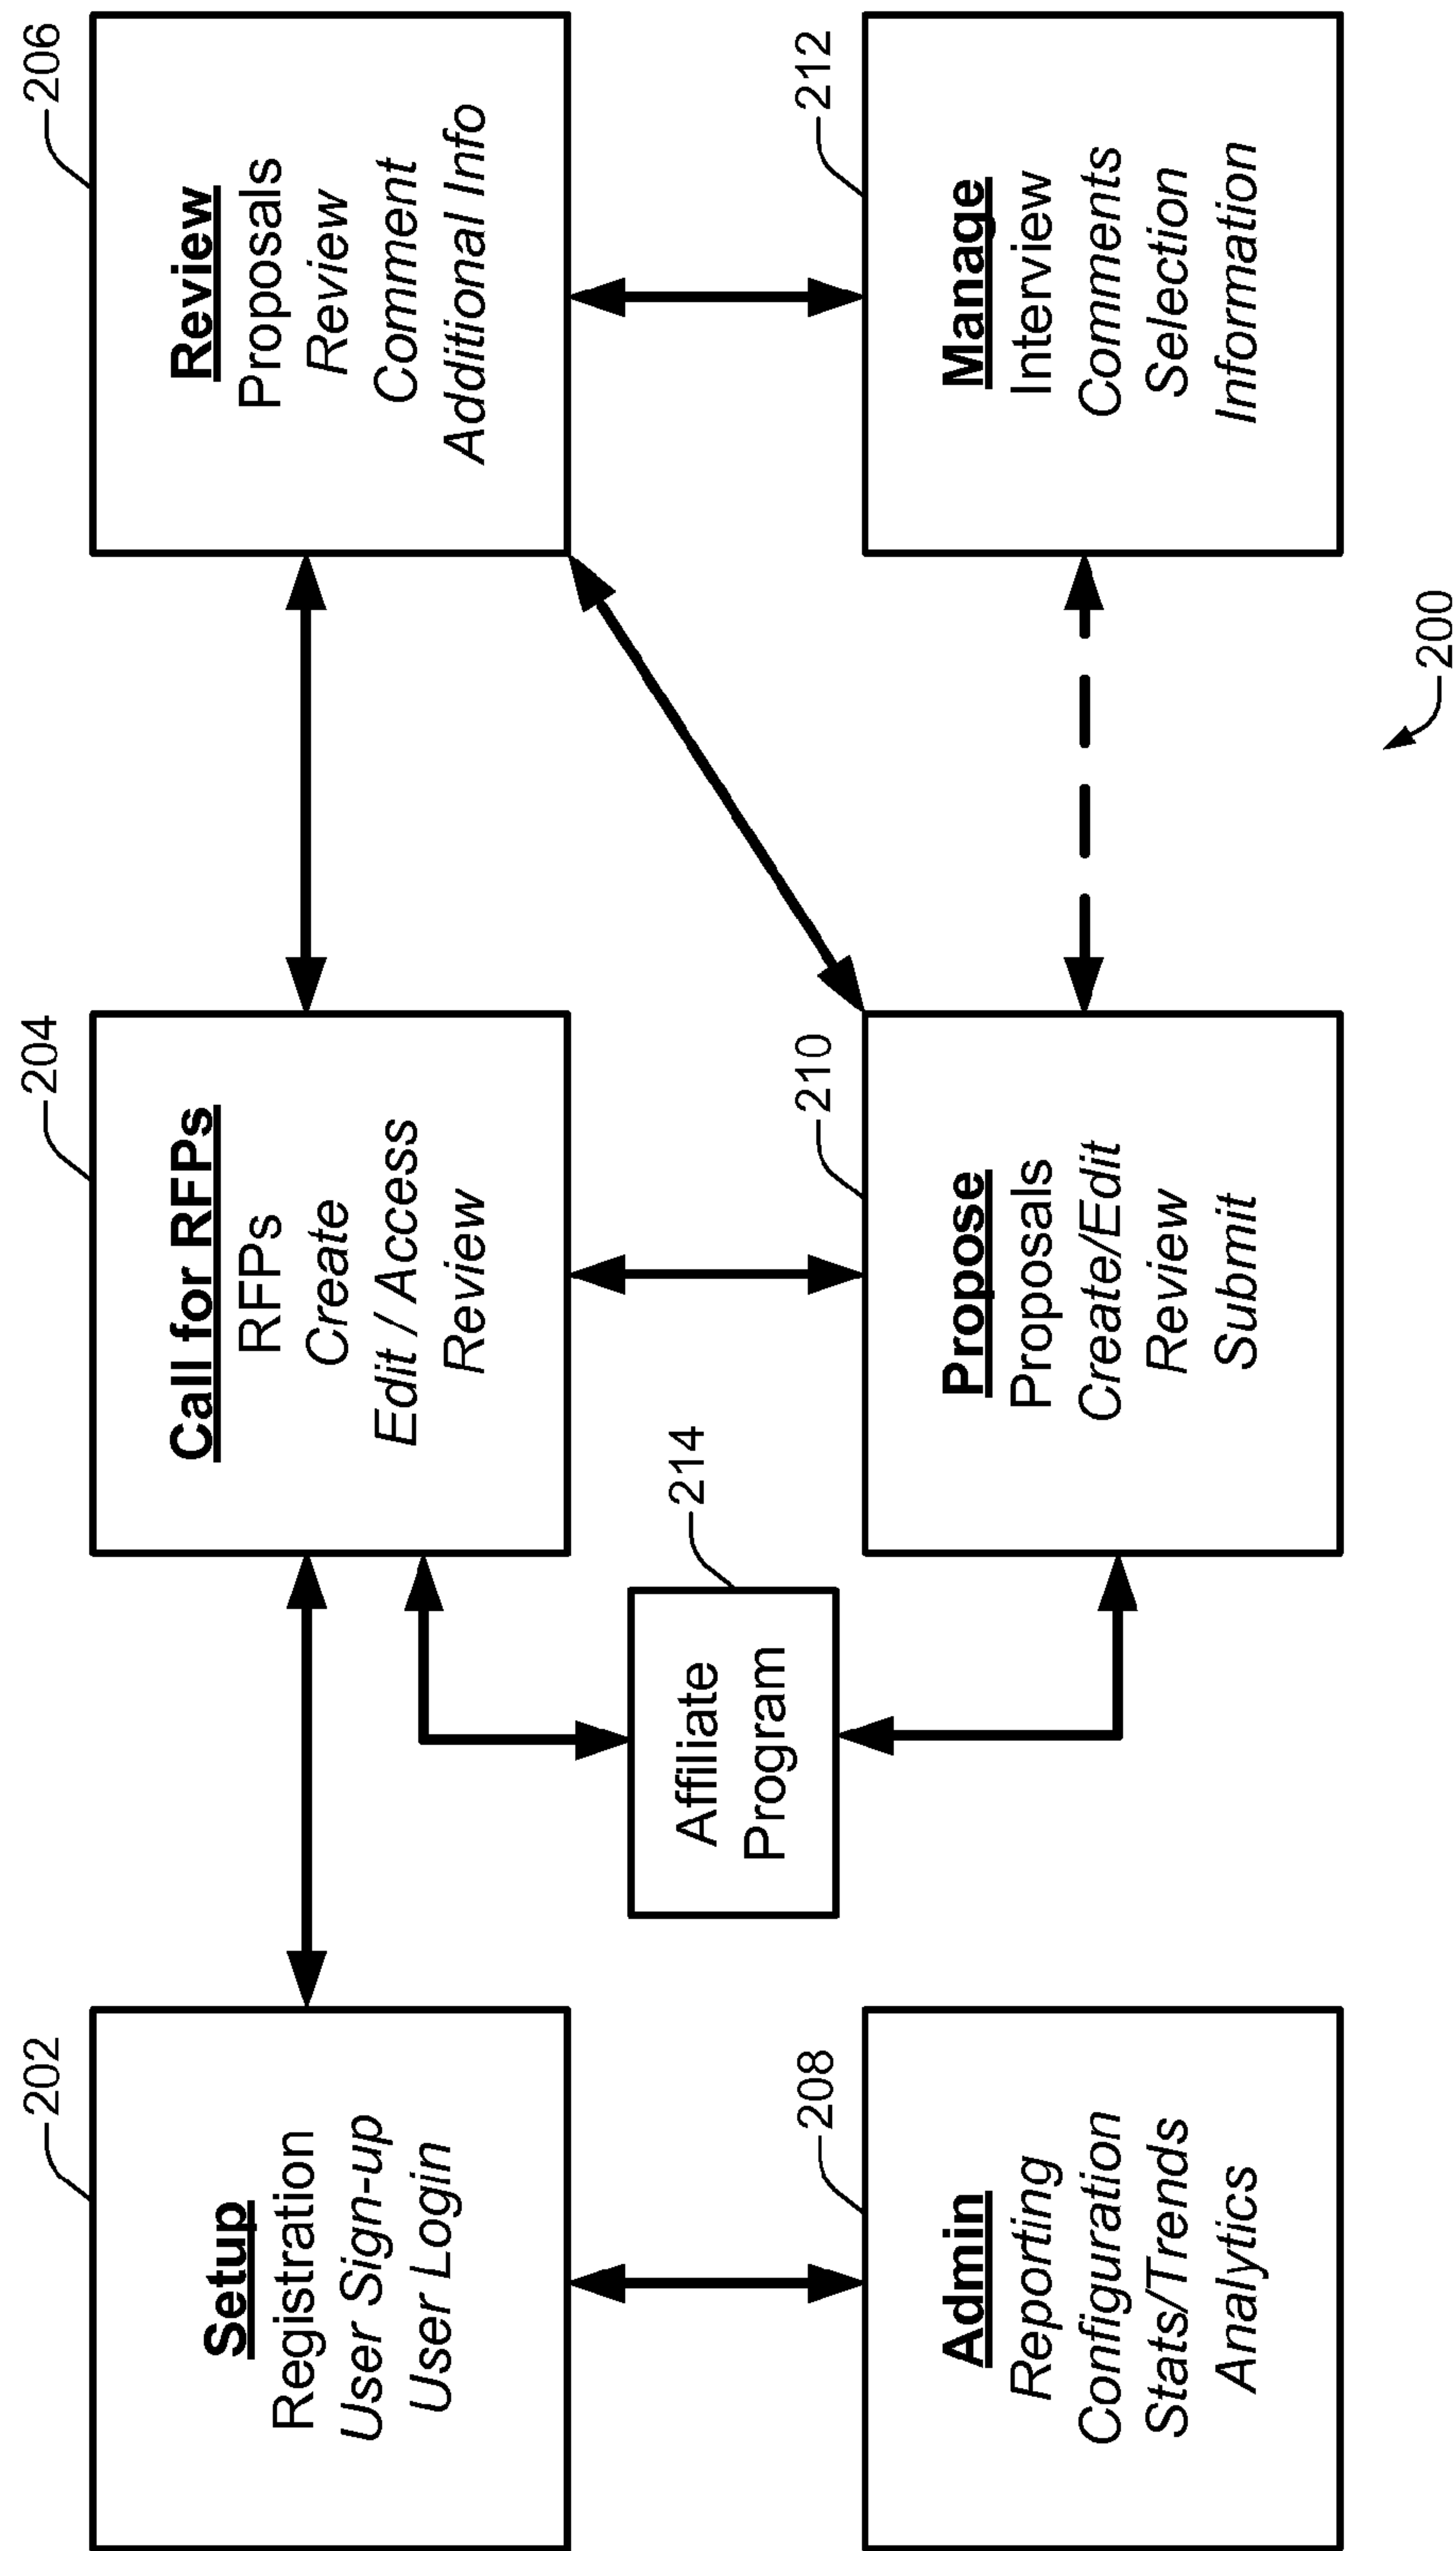 202
Setup
Registration
User Sign-up
User Login
204
Call for RFPs
RFPs
Create
Edit / Access
Review
206
Review
Proposals
Review
Comment
Additional Info
214
Affiliate
Program
208
Admin
Reporting
Configuration
Stats/Trends
Analytics
210
Propose
Proposals
Create/Edit
Review
Submit
212
Manage
Interview
Comments
Selection
Information
200